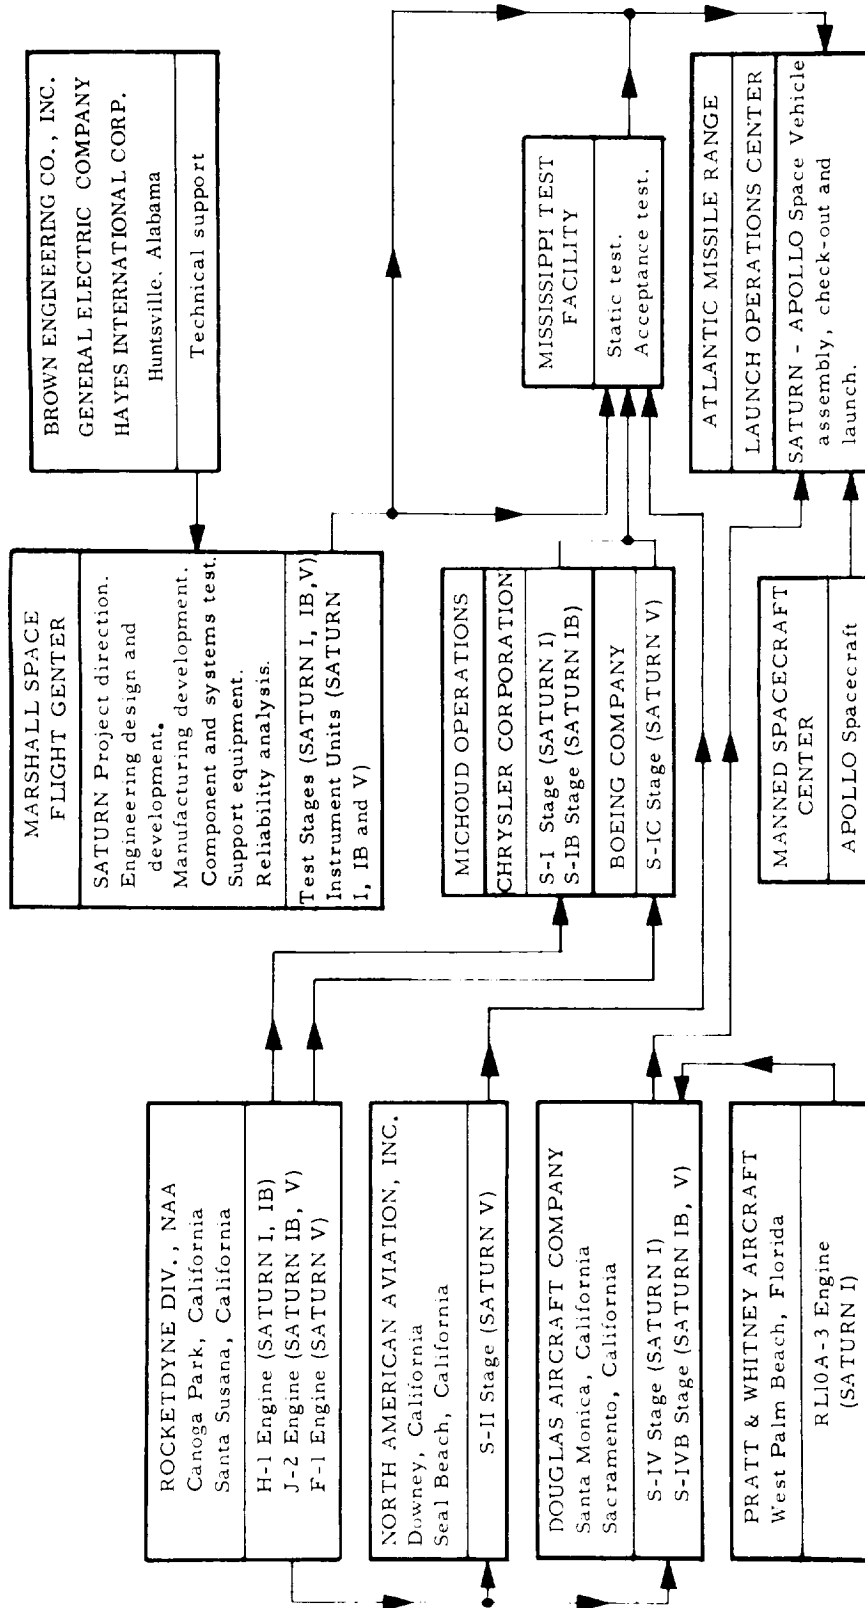 ROCKETDYNE DIV., NAA
Canoga Park, California
Santa Susana, California
H-1 Engine (SATURN I, IB)
J-2 Engine (SATURN IB, V)
F-1 Engine (SATURN V)
NORTH AMERICAN AVIATION, INC.
Downey, California
Seal Beach, California
S-II Stage (SATURN V)
DOUGLAS AIRCRAFT COMPANY
Santa Monica, California
Sacramento, California
S-IV Stage (SATURN I)
S-IVB Stage (SATURN IB, V)
PRATT & WHITNEY AIRCRAFT
West Palm Beach, Florida
RL10A-3 Engine
(SATURN I)
MARSHALL SPACE
FLIGHT GENTER
SATURN Project direction.
Engineering design and
development.
Manufacturing development.
Component and systems test.
Support equipment.
Reliability analysis.
Test Stages (SATURN I, IB, V)
Instrument Units (SATURN
I, IB and V)
MICHOUD OPERATIONS
CHRYSLER CORPORATION
S-I Stage (SATURN I)
S-IB Stage (SATURN IB)
BOEING COMPANY
S-IC Stage (SATURN V)
MANNED SPACECRAFT
CENTER
APOLLO Spacecraft
BROWN ENGINEERING CO., INC.
GENERAL ELECTRIC COMPANY
HAYES INTERNATIONAL CORP.
Huntsville. Alabama
Technical support
MISSISSIPPI TEST
FACILITY
Static test.
Acceptance test.
ATLANTIC MISSILE RANGE
LAUNCH OPERATIONS CENTER
SATURN - APOLLO Space Vehicle
assembly, check-out and
launch.